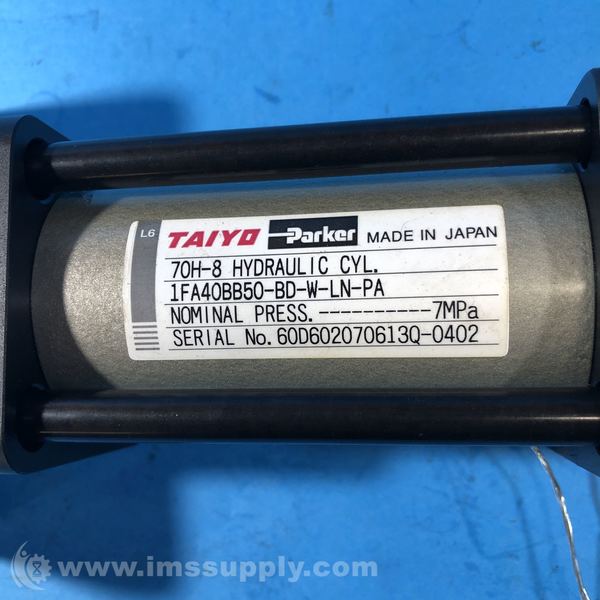 L6 TAIYO Parker MADE IN JAPAN
70H-8 HYDRAULIC CYL.
1FA40BB50-BD-W-LN-PA
NOMINAL PRESS.----------7MPa
SERIAL No.60D602070613Q-0402
www.imssupply.com